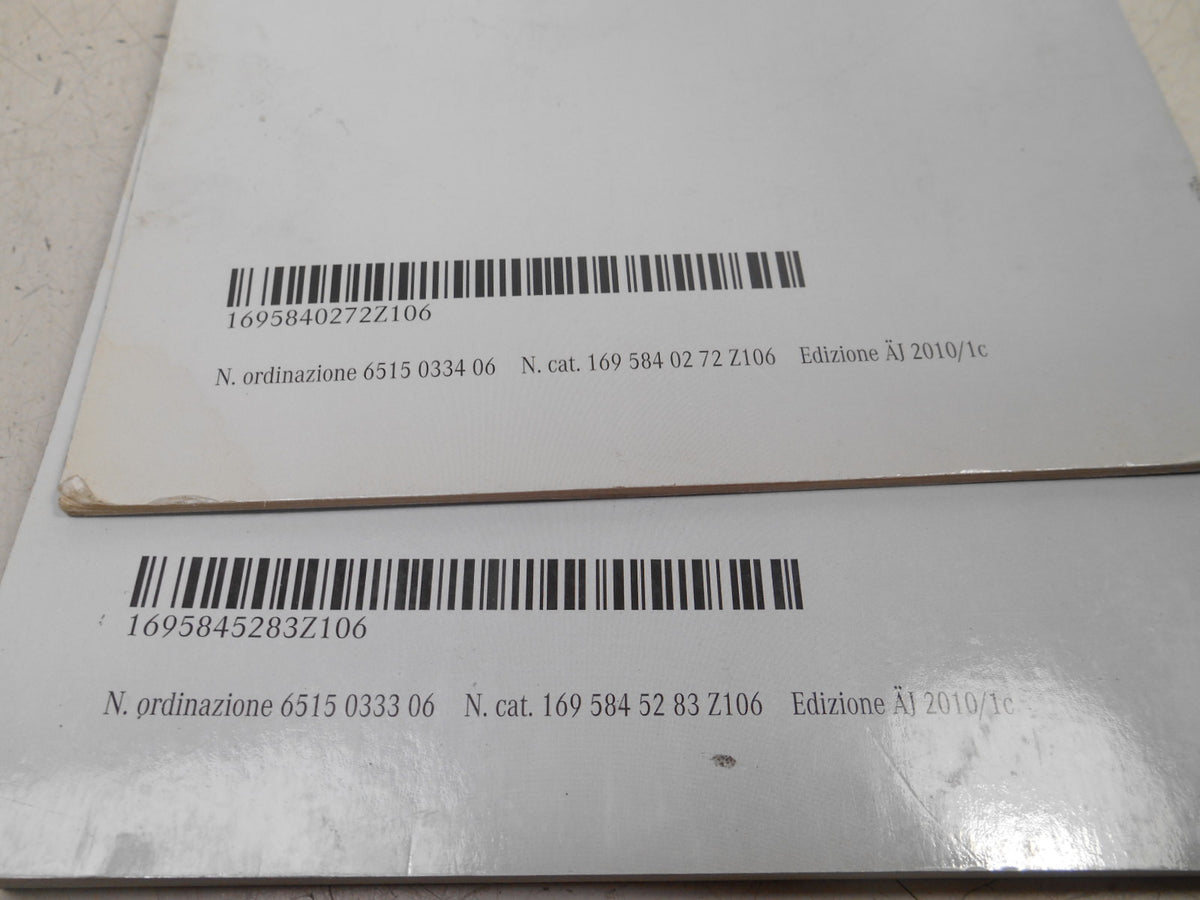 1695840272Z106
N. ordinazione 6515 0334 06 N. cat. 169 584 02 72 Z106 Edizione ÄJ 2010/1c
1695845283Z106
N. ordinazione 6515 0333 06 N. cat. 169 584 52 83 Z106 Edizione ÄJ 2010/1c